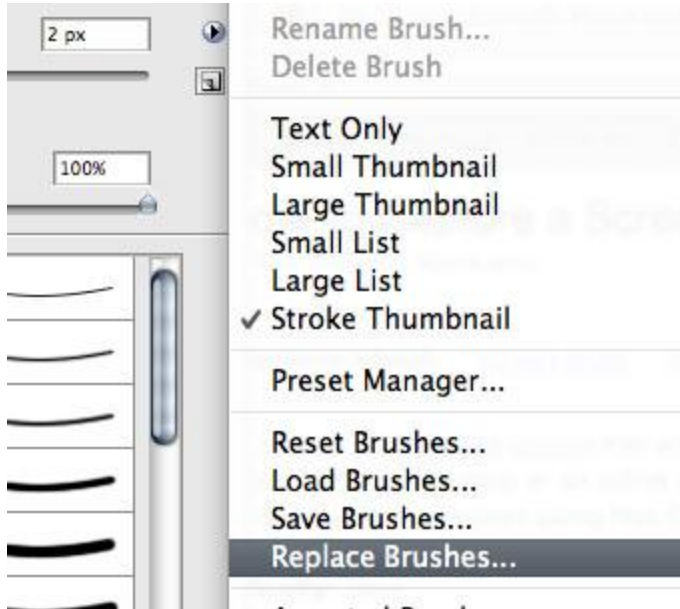 2 px
100%
Rename Brush...
Delete Brush
Text Only
Small Thumbnail
Large Thumbnail
Small List
Large List
✓ Stroke Thumbnail
Preset Manager...
Reset Brushes...
Load Brushes...
Save Brushes...
Replace Brushes...